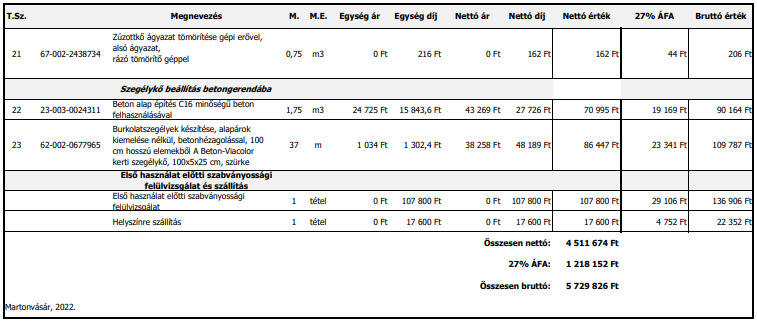 T.Sz. Megnevezés M. M.E. Egység ár Egység díj Nettó ár Nettó díj Nettó érték 27% ÁFA Bruttó érték
Zúzottkő ágyazat tömörítése gépi erővel,
alsó ágyazat,
21 67-002-2438734 0,75 m3 0 Ft 216 Ft 0 Ft 162 Ft 162 Ft 44 Ft 206 Ft
rázó tömörítő géppel
Szegélykő beállítás betongerendába
22 23-003-0024311 Beton alap építés C16 minőségű beton 1,75 m3 24 725 Ft 15 843,6 Ft 43 269 Ft 27 726 Ft 70 995 Ft 19 169 Ft 90 164 Ft
felhasználásával
Burkolatszegélyek készítése, alapárok
kiemelése nélkül, betonhézagolással, 100
23 62-002-0677965 37 m 1 034 Ft 1 302,4 Ft 38 258 Ft 48 189 Ft 86 447 Ft 23 341 Ft 109 787 Ft
cm hosszú elemekből A Beton-Viacolor
kerti szegélykő, 100x5x25 cm, szürke
Első használat előtti szabványossági
felülvizsgálat és szállítás
Első használat előtti szabványossági 1 tétel 0 Ft 107 800 Ft 0 Ft 107 800 Ft 107 800 Ft 29 106 Ft 136 906 Ft
felülvizsgálat
Helyszínre szállítás 1 tétel 0 Ft 17 600 Ft 0 Ft 17 600 Ft 17 600 Ft 4 752 Ft 22 352 Ft
Összesen nettó: 4 511 674 Ft
27% ÁFA: 1 218 152 Ft
Összesen bruttó: 5 729 826 Ft
Martonvásár, 2022.